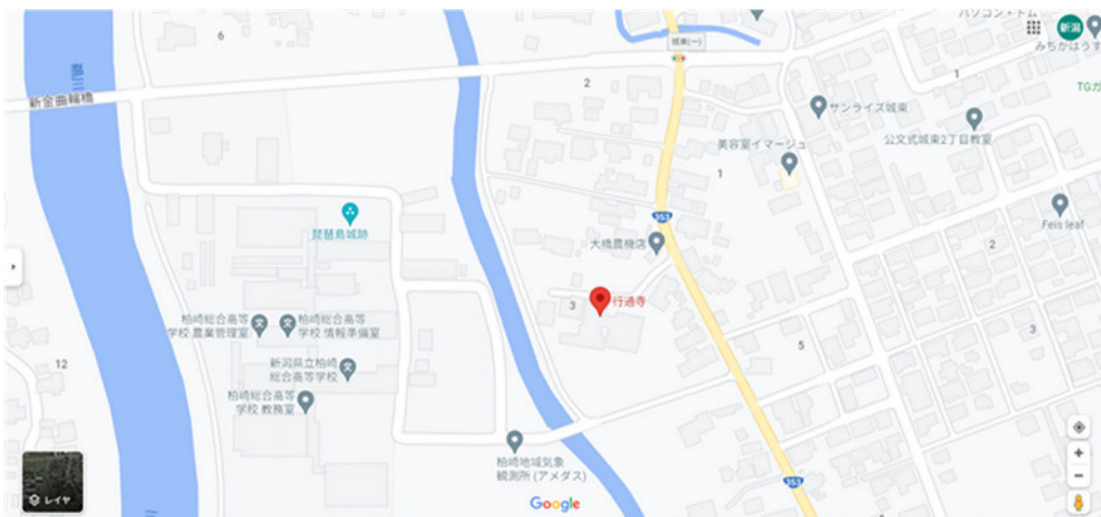 パソコン・トム
新潟
みちかはうす
6
城東(一)
1
TGガ
2
新金曲輪橋
サンライズ城東
公文式城東2丁目教室
美容室イマージュ
1
353
琵琶島城跡
Feis leaf
大橋農機店
2
3
行通寺
柏崎総合高等
学校 農業管理室
柏崎総合高等
学校 情報準備室
3
5
12
新潟県立柏崎
総合高等学校
柏崎総合高等
学校 教務室
柏崎地域気象
観測所 (アメダス)
353
レイヤ
Google